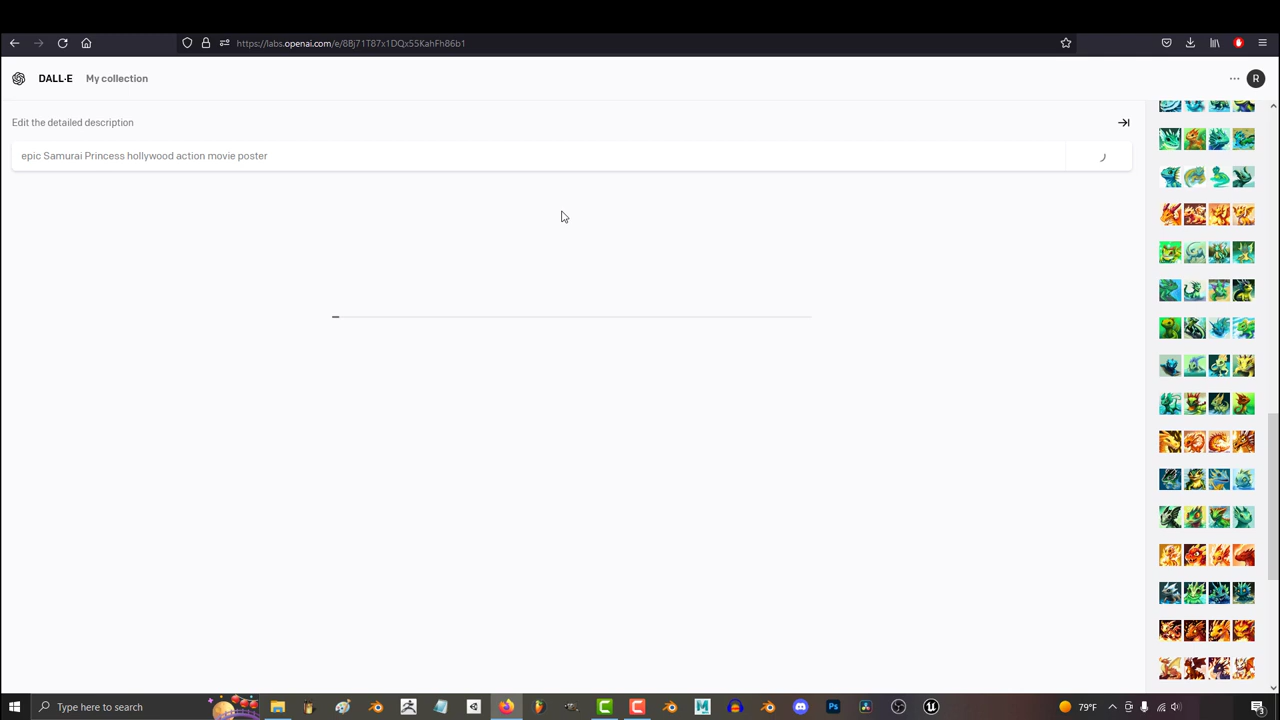 https://labs.openai.com/e/88j71T87x1DQx55KahFh86b1
DALL·E
My collection
R
Edit the detailed description
epic Samurai Princess hollywood action movie poster
Type here to search
79°F